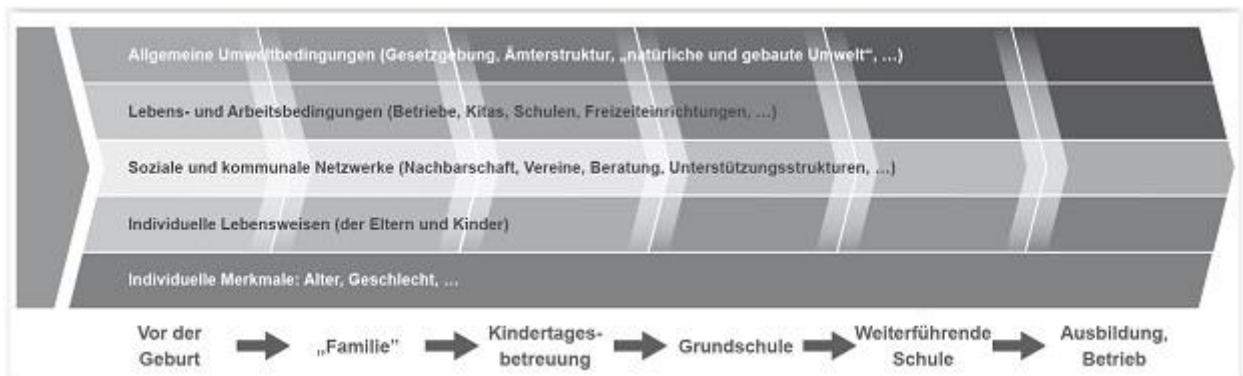 Allgemeine Umweltbedingungen (Gesetzgebung, Ämterstruktur, „natürliche und gebaute Umwelt“, …)
Lebens- und Arbeitsbedingungen (Betriebe, Kitas, Schulen, Freizeiteinrichtungen, …)
Soziale und kommunale Netzwerke (Nachbarschaft, Vereine, Beratung, Unterstützungsstrukturen, …)
Individuelle Lebensweisen (der Eltern und Kinder)
Individuelle Merkmale: Alter, Geschlecht, …
Vor der
Geburt
„Familie”
Kindertages-
betreuung
Grundschule
Weiterführende
Schule
Ausbildung,
Betrieb